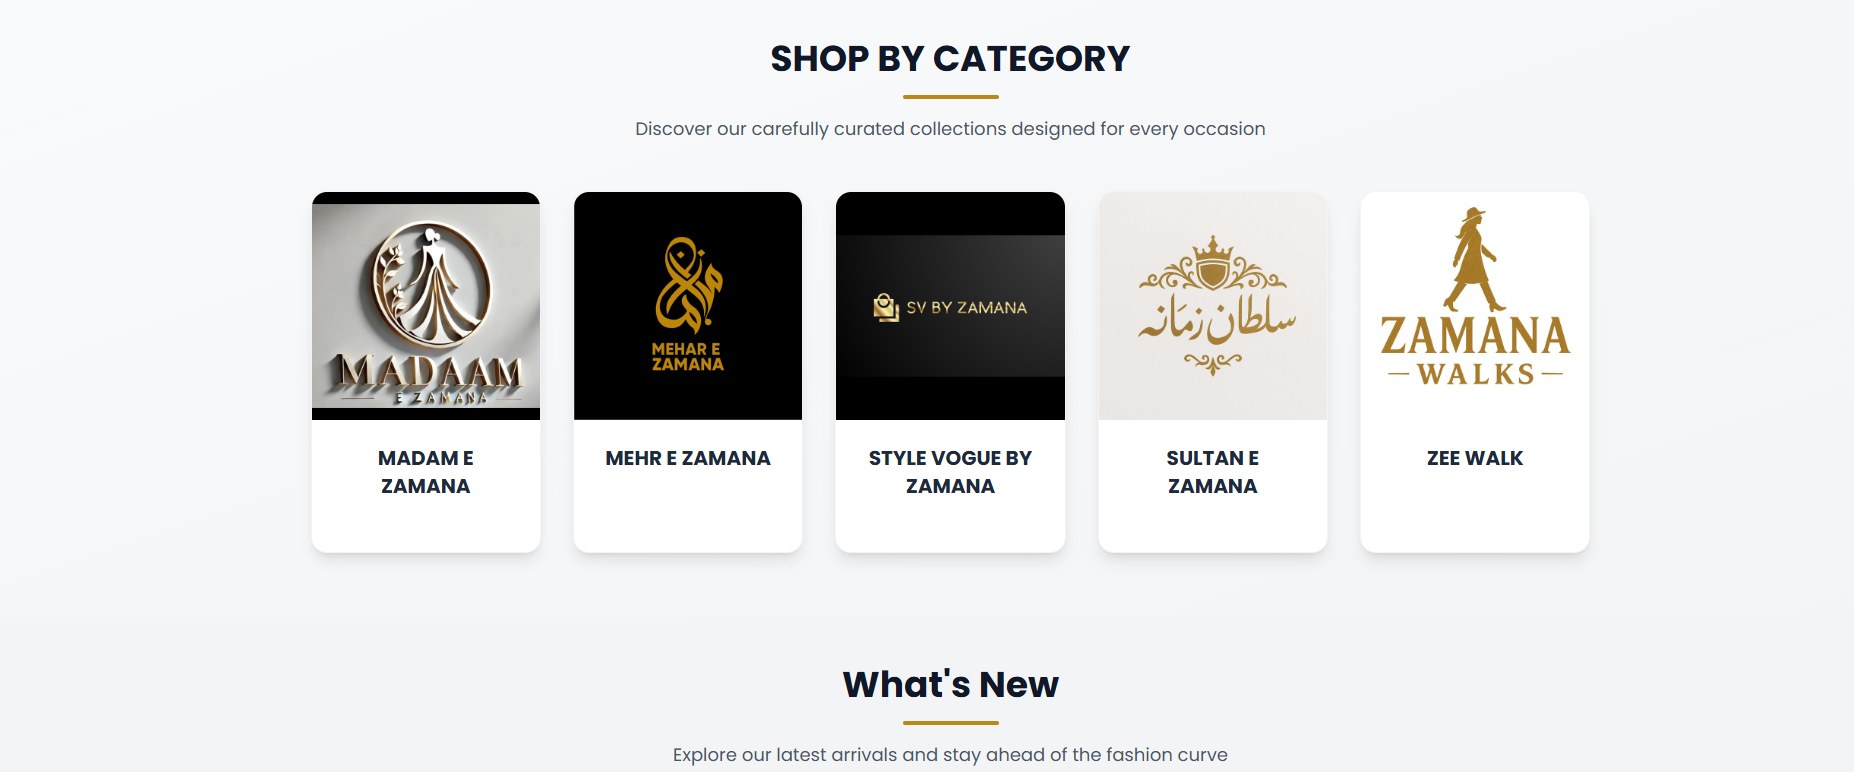 SHOP BY CATEGORY
Discover our carefully curated collections designed for every occasion
MADAAM
E ZAMANA
MADAM E
ZAMANA
MEHAR E
ZAMANA
MEHR E ZAMANA
SV BY ZAMANA
STYLE VOGUE BY
ZAMANA
سلطان زمانہ
SULTAN E
ZAMANA
ZAMANA
WALKS
ZEE WALK
What's New
Explore our latest arrivals and stay ahead of the fashion curve